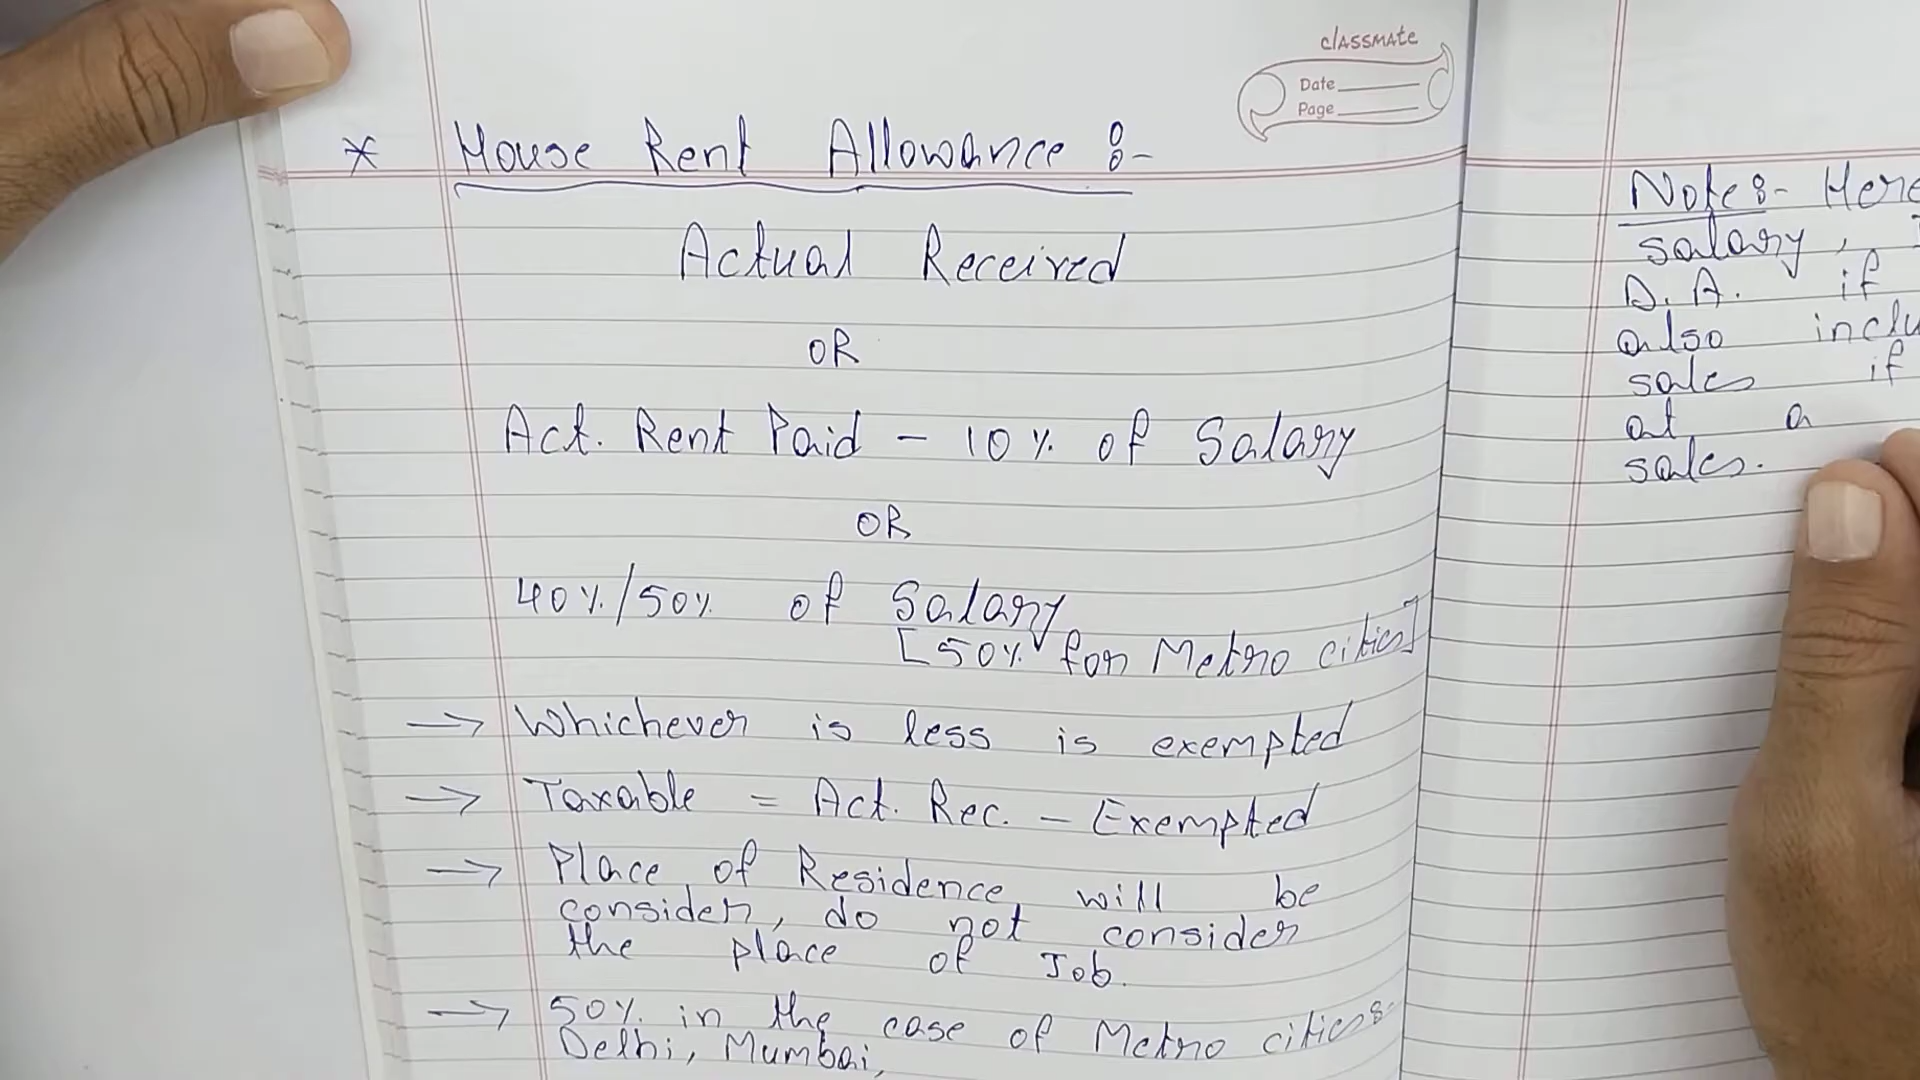 classmate
Date
Page
* House Rent Allowance :-
Actual Received
OR
Act. Rent Paid - 10% of Salary
OR
40%/50% of Salary
[50% for Metro cities]
→ Whichever is less is exempted
→ Taxable = Act. Rec. - Exempted
→ Place of Residence will be
consider, do not consider
the place of Job.
→ 50% in the case of Metro cities:-
Delhi, Mumbai,
Note:- Here
salary,
D.A. if
also
sales if
at a
sales.